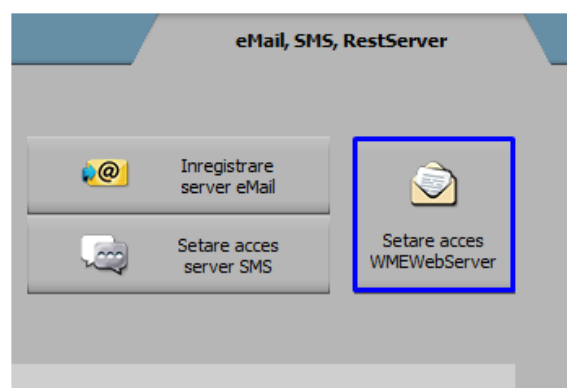 eMail, SMS, RestServer
Inregistrare
server eMail
Setare acces
server SMS
Setare acces
WMEWebServer